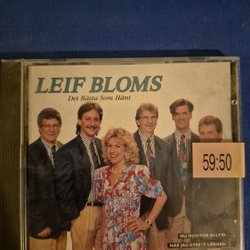 LEIF BLOMS
Det Bästa Som Hänt
59:50
NU OCH FÖR ALLTID
NÄR JAG KYSSTE LÄRARN